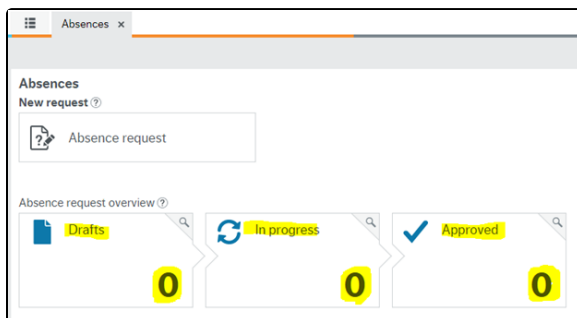 Absences ×
Absences
New request ?
Absence request
Absence request overview ?
Drafts
In progress
Approved
0
0
0